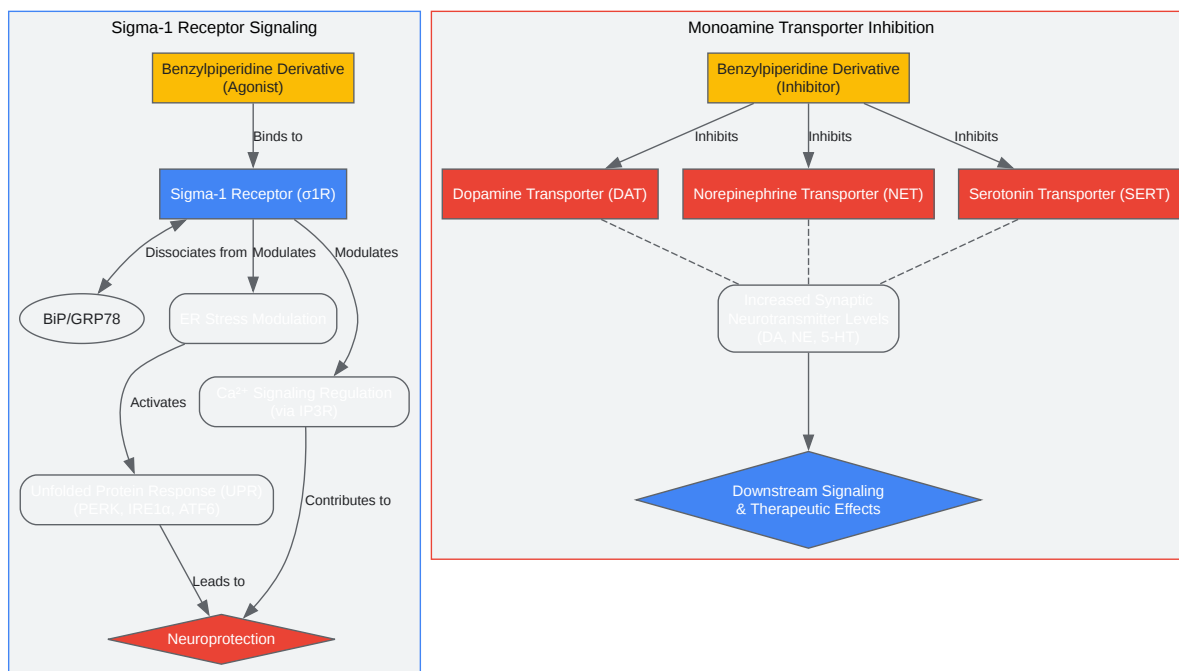 Sigma-1 Receptor Signaling
Benzylpiperidine Derivative
(Agonist)
Binds to
Sigma-1 Receptor (σ1R)
Dissociates from
Modulates
Modulates
BiP/GRP78
ER Stress Modulation
Ca²⁺ Signaling Regulation
(via IP3R)
Activates
Unfolded Protein Response (UPR)
(PERK, IRE1α, ATF6)
Contributes to
Leads to
Neuroprotection
Monoamine Transporter Inhibition
Benzylpiperidine Derivative
(Inhibitor)
Inhibits
Inhibits
Inhibits
Dopamine Transporter (DAT)
Norepinephrine Transporter (NET)
Serotonin Transporter (SERT)
Increased Synaptic
Neurotransmitter Levels
(DA, NE, 5-HT)
Downstream Signaling
& Therapeutic Effects